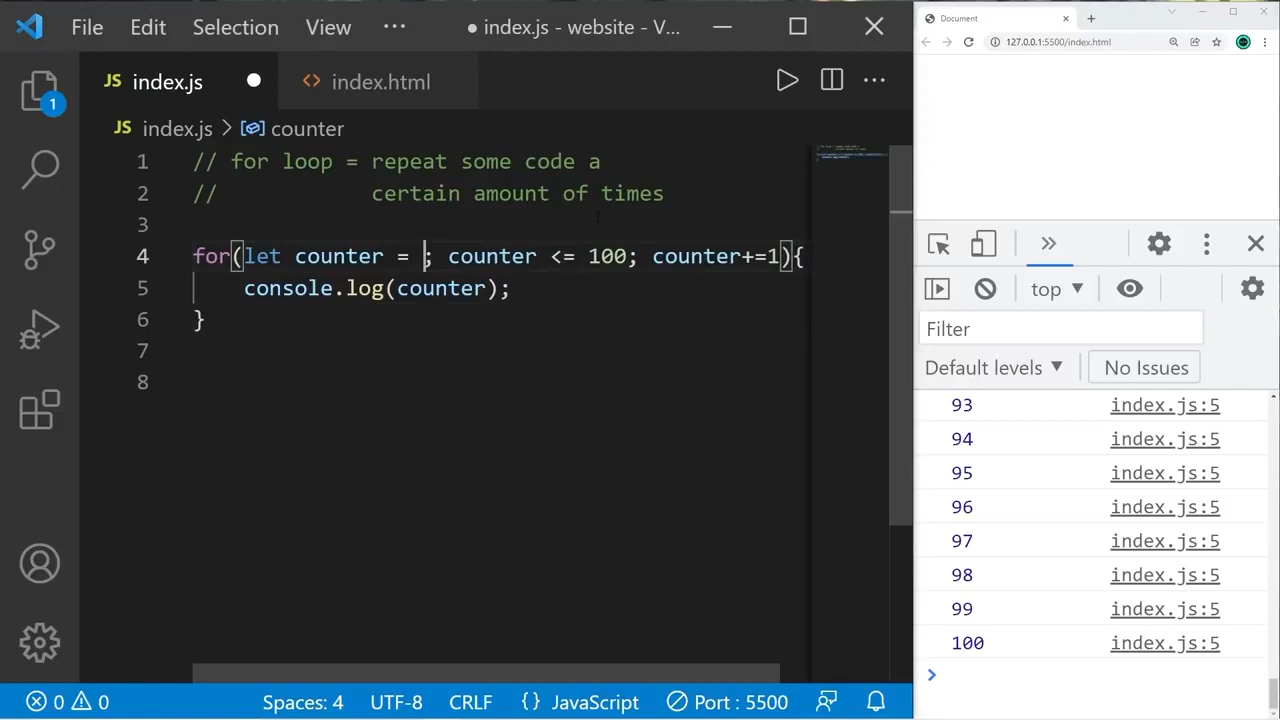 File Edit Selection View ··· ● index.js - website - V...
JS index.js ● <> index.html
JS index.js > counter
1 // for loop = repeat some code a
2 //            certain amount of times
3
4 for(let counter = ; counter <= 100; counter+=1){
5     console.log(counter);
6 }
7
8
1
0 0 Spaces: 4 UTF-8 CRLF {} JavaScript Port : 5500
Document
127.0.0.1:5500/index.html
top
Filter
Default levels No Issues
93 index.js:5
94 index.js:5
95 index.js:5
96 index.js:5
97 index.js:5
98 index.js:5
99 index.js:5
100 index.js:5